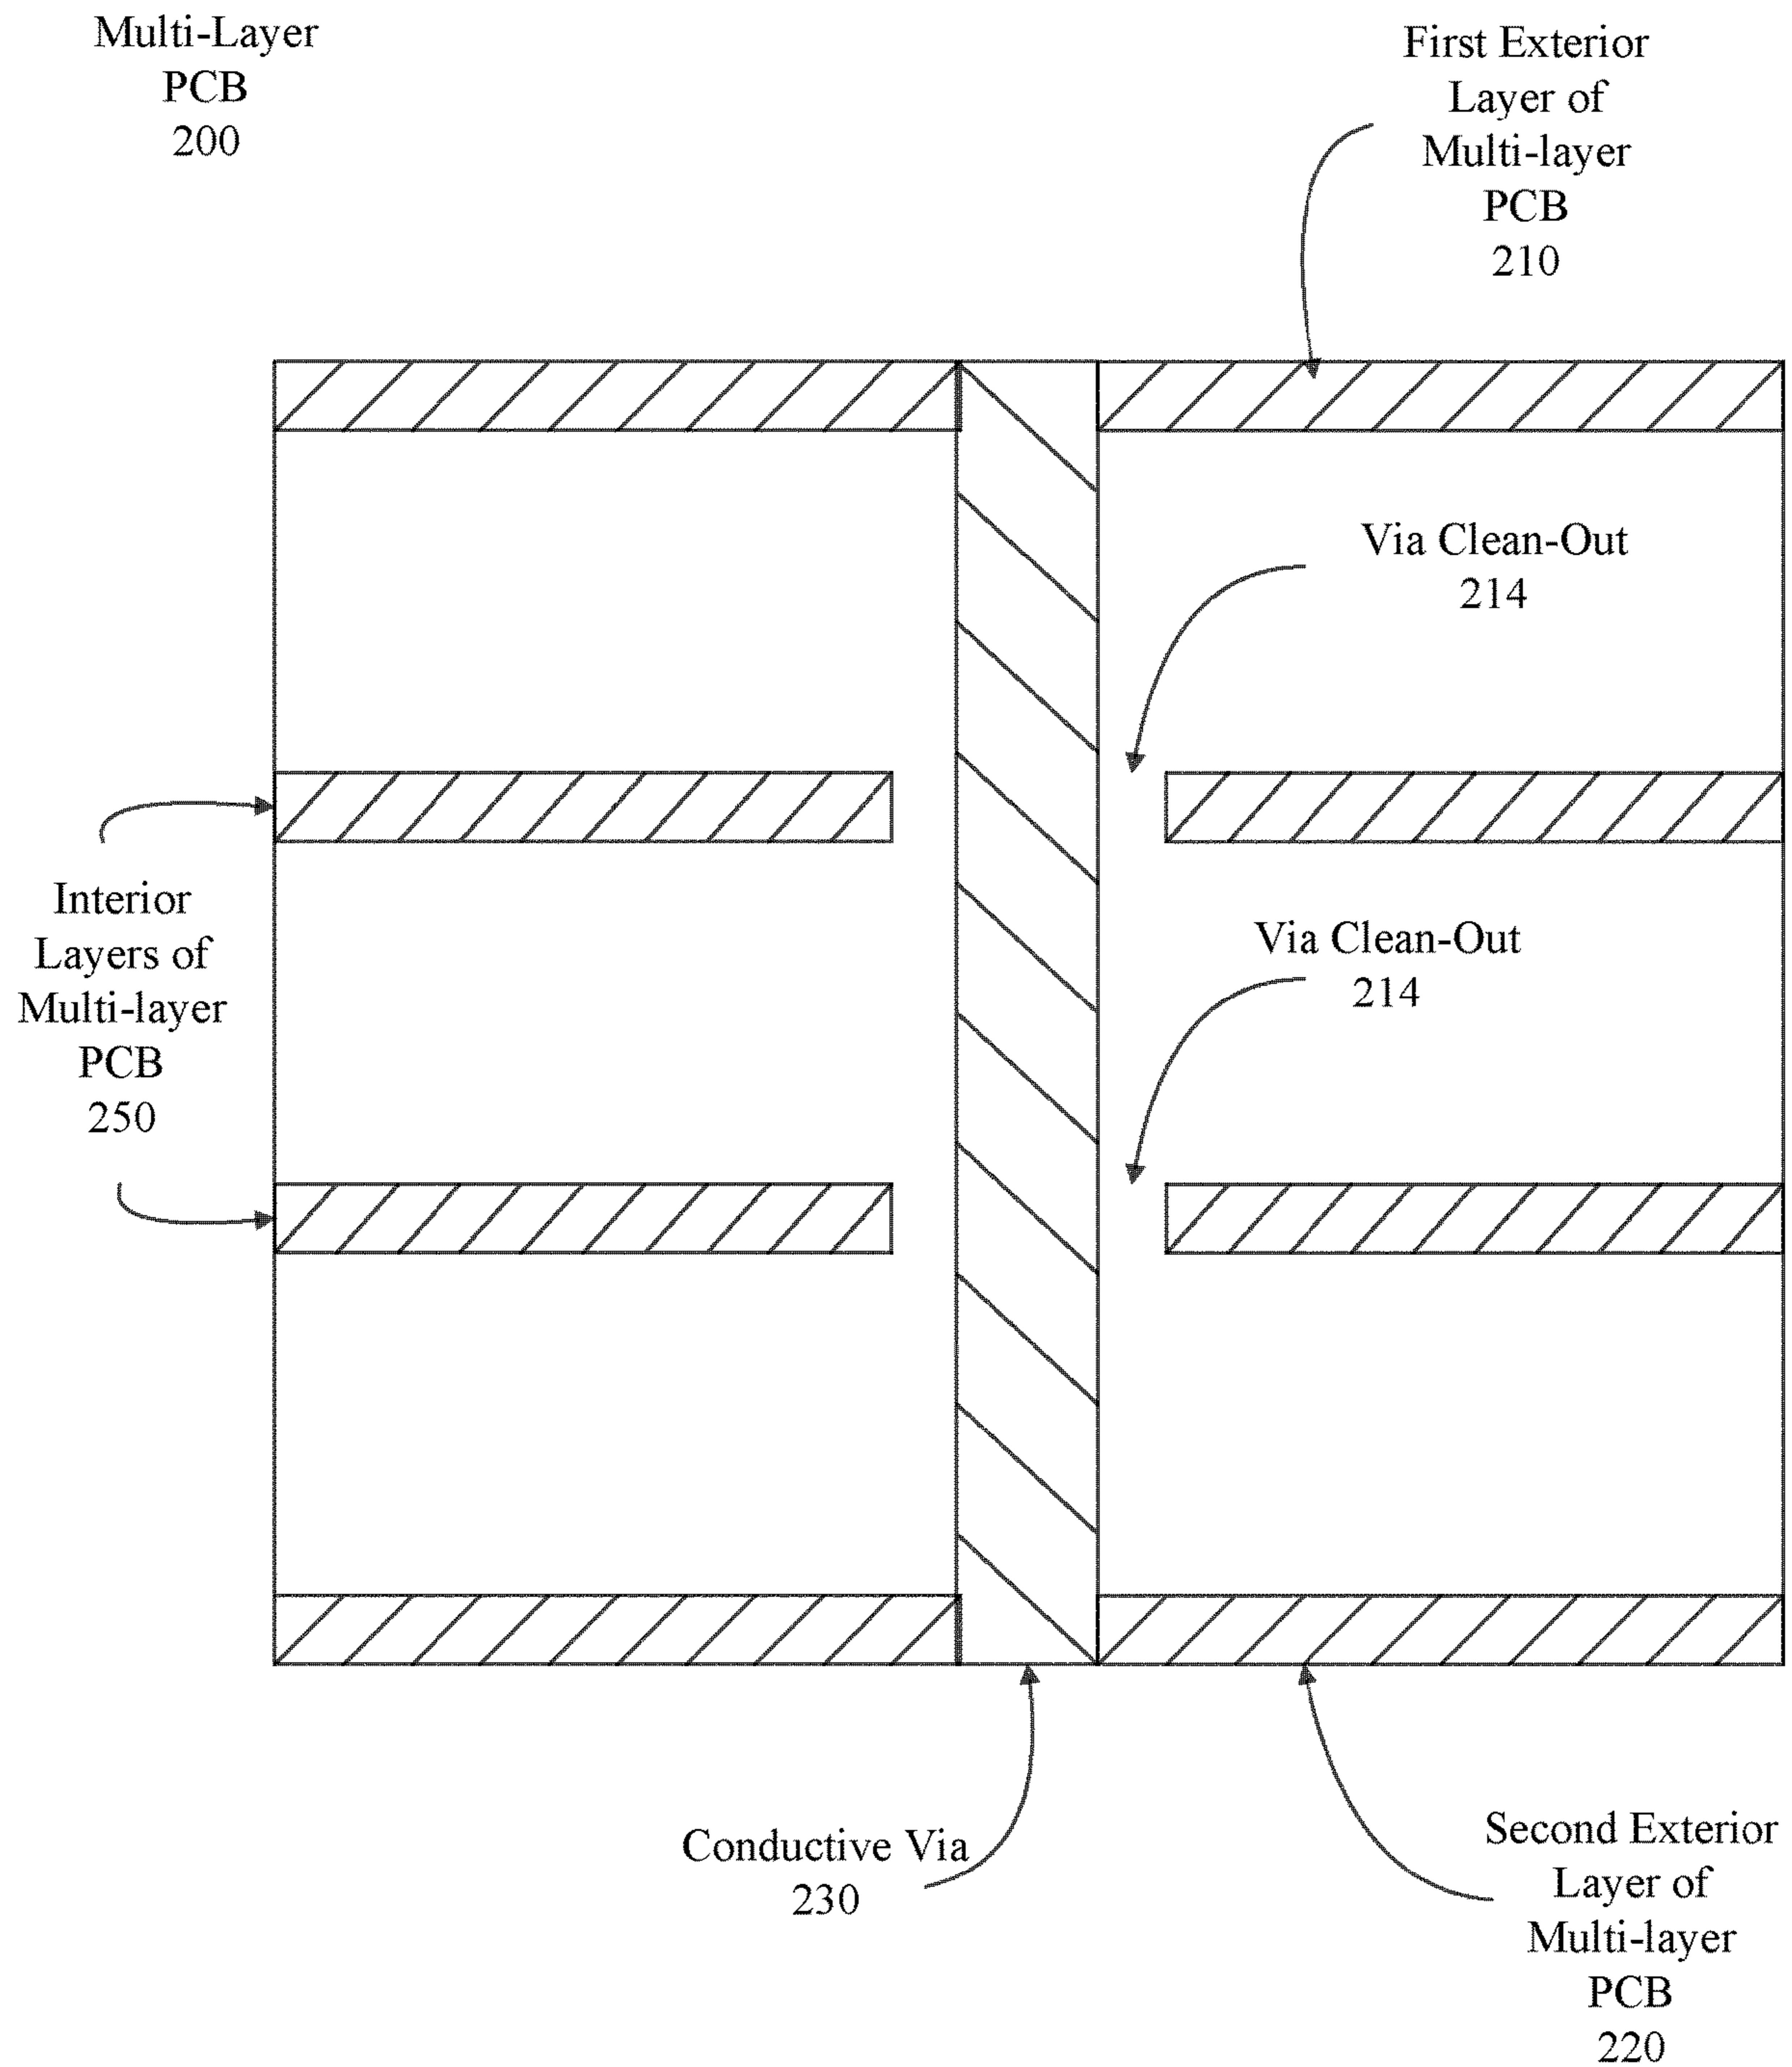 Multi-Layer
PCB
200
First Exterior
Layer of
Multi-layer
PCB
210
Via Clean-Out
214
Interior
Layers of
Multi-layer
PCB
250
Via Clean-Out
214
Conductive Via
230
Second Exterior
Layer of
Multi-layer
PCB
220